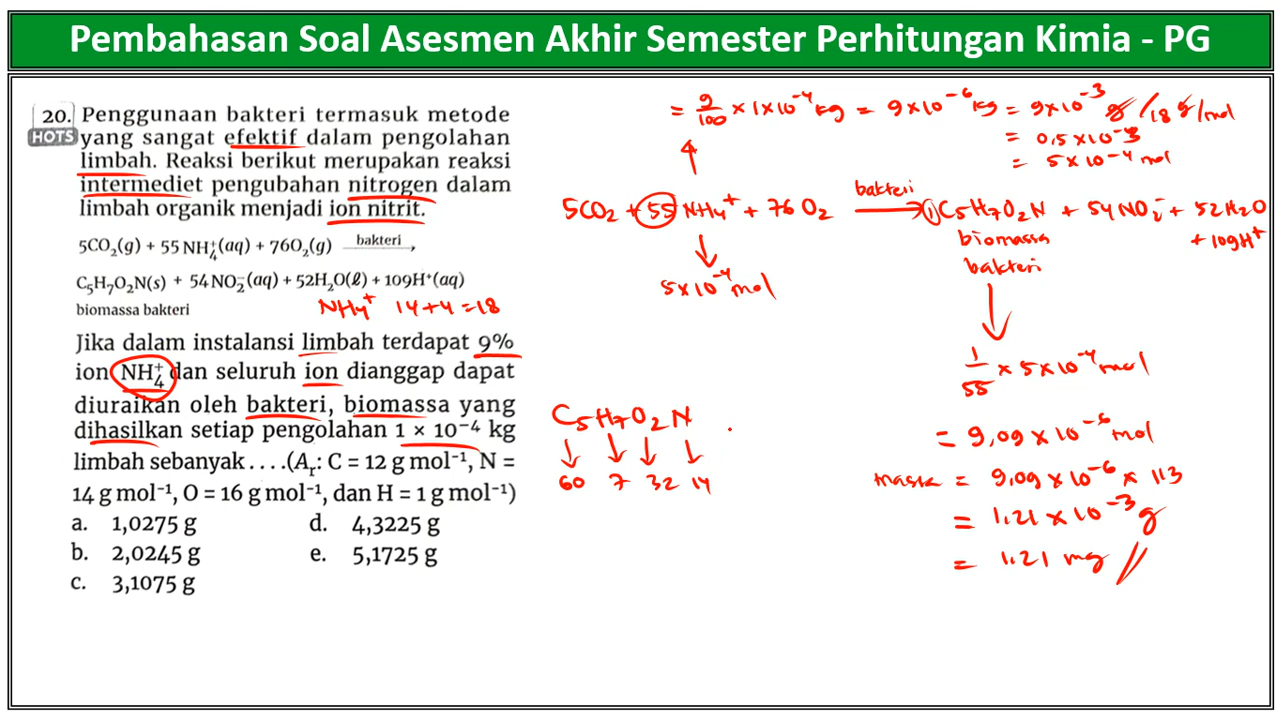 Pembahasan Soal Asesmen Akhir Semester Perhitungan Kimia - PG
20. Penggunaan bakteri termasuk metode
HOTS yang sangat efektif dalam pengolahan
limbah. Reaksi berikut merupakan reaksi
intermediet pengubahan nitrogen dalam
limbah organik menjadi ion nitrit.
5CO₂(g) + 55 NH₄⁺(aq) + 76O₂(g) bakteri →
C₅H₇O₂N(s) + 54NO₂⁻(aq) + 52H₂O(ℓ) + 109H⁺(aq)
biomassa bakteri
NH₄⁺ 14+4 = 18
Jika dalam instalansi limbah terdapat 9%
ion NH₄⁺ dan seluruh ion dianggap dapat
diuraikan oleh bakteri, biomassa yang
dihasilkan setiap pengolahan 1 × 10⁻⁴ kg
limbah sebanyak . . . . (Aᵣ: C = 12 g mol⁻¹, N =
14 g mol⁻¹, O = 16 g mol⁻¹, dan H = 1 g mol⁻¹)
a. 1,0275 g
b. 2,0245 g
c. 3,1075 g
d. 4,3225 g
e. 5,1725 g
= 9/100 × 1×10⁻⁴ kg = 9×10⁻⁶ kg = 9×10⁻³ g / 18 g/mol
= 0,5×10⁻³
= 5×10⁻⁴ mol
5CO₂ + 55 NH₄⁺ + 76 O₂ bakteri → 1 C₅H₇O₂N + 54NO₂⁻ + 52H₂O
+ 109H⁺
biomassa
bakteri
5×10⁻⁴ mol
1/55 × 5×10⁻⁴ mol
= 9,09 × 10⁻⁶ mol
massa = 9,09 × 10⁻⁶ × 113
= 1,21 × 10⁻³ g
= 1,21 mg //
C₅H₇O₂N
60 7 32 14